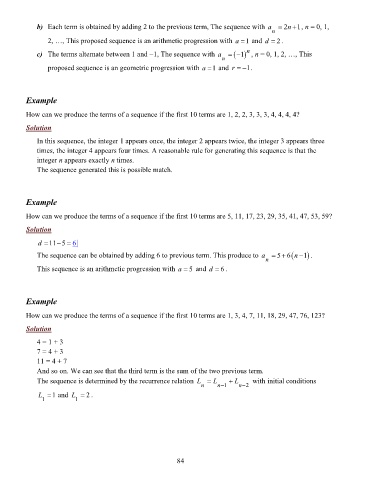 b) Each term is obtained by adding 2 to the previous term, The sequence with a_n = 2n + 1, n = 0, 1,
2, …, This proposed sequence is an arithmetic progression with a = 1 and d = 2.
c) The terms alternate between 1 and −1, The sequence with a_n = (−1)^n, n = 0, 1, 2, …, This
proposed sequence is an geometric progression with a = 1 and r = −1.
Example
How can we produce the terms of a sequence if the first 10 terms are 1, 2, 2, 3, 3, 3, 4, 4, 4, 4?
Solution
In this sequence, the integer 1 appears once, the integer 2 appears twice, the integer 3 appears three
times, the integer 4 appears four times. A reasonable rule for generating this sequence is that the
integer n appears exactly n times.
The sequence generated this is possible match.
Example
How can we produce the terms of a sequence if the first 10 terms are 5, 11, 17, 23, 29, 35, 41, 47, 53, 59?
Solution
d = 11 − 5 = 6|
The sequence can be obtained by adding 6 to previous term. This produce to a_n = 5 + 6(n − 1).
This sequence is an arithmetic progression with a = 5 and d = 6.
Example
How can we produce the terms of a sequence if the first 10 terms are 1, 3, 4, 7, 11, 18, 29, 47, 76, 123?
Solution
4 = 1 + 3
7 = 4 + 3
11 = 4 + 7
And so on. We can see that the third term is the sum of the two previous term.
The sequence is determined by the recurrence relation L_n = L_{n−1} + L_{n−2} with initial conditions
L_1 = 1 and L_1 = 2.
84